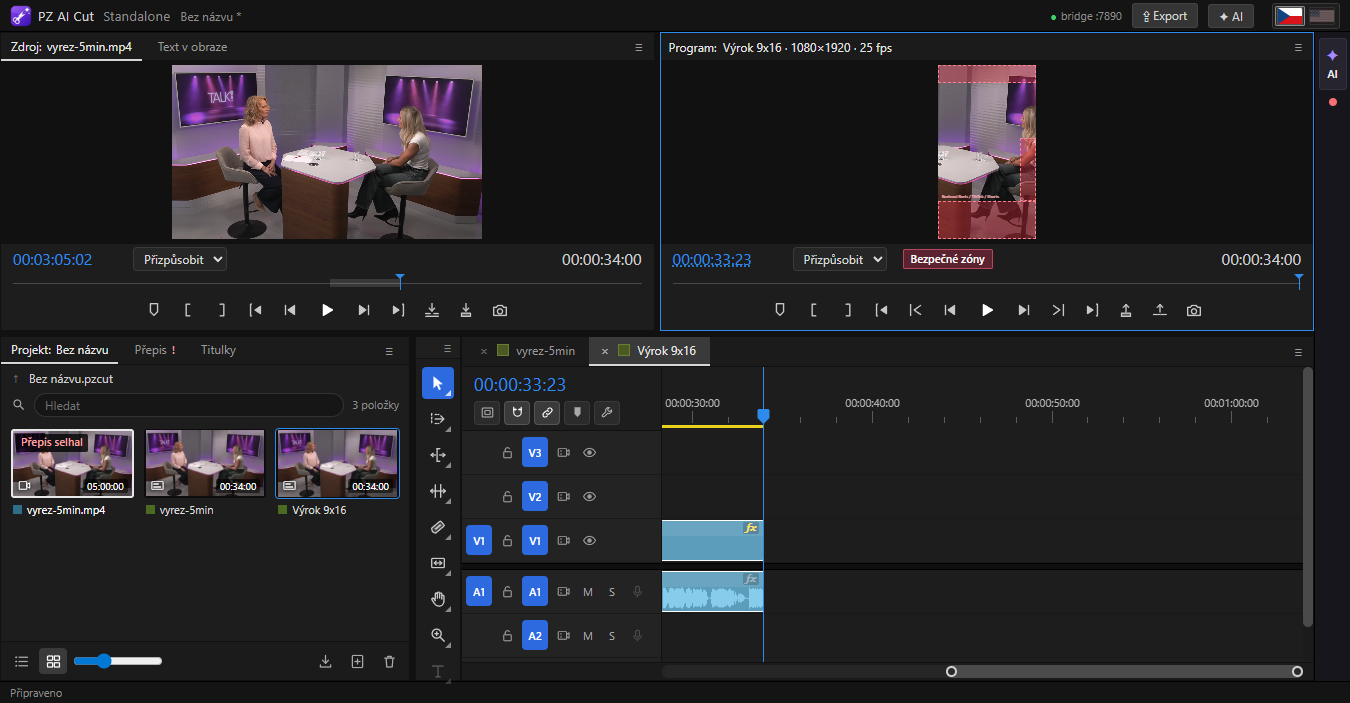 PZ AI Cut Standalone Bez názvu *
bridge :7890 Export AI
Zdroj: vyrez-5min.mp4 Text v obraze
Program: Výrok 9x16 · 1080×1920 · 25 fps
AI
TALK
00:03:05:02 Přizpůsobit 00:00:34:00
00:00:33:23 Přizpůsobit Bezpečné zóny 00:00:34:00
Projekt: Bez názvu Přepis ! Titulky
× vyrez-5min × Výrok 9x16
↑ Bez názvu.pzcut
Hledat 3 položky
00:00:33:23
00:00:30:00 00:00:40:00 00:00:50:00 00:01:00:00
Přepis selhal
05:00:00 00:34:00 00:34:00
vyrez-5min.mp4 vyrez-5min Výrok 9x16
V3
V2
V1 V1 fx
A1 A1 M S fx
A2 M S
T
Připraveno